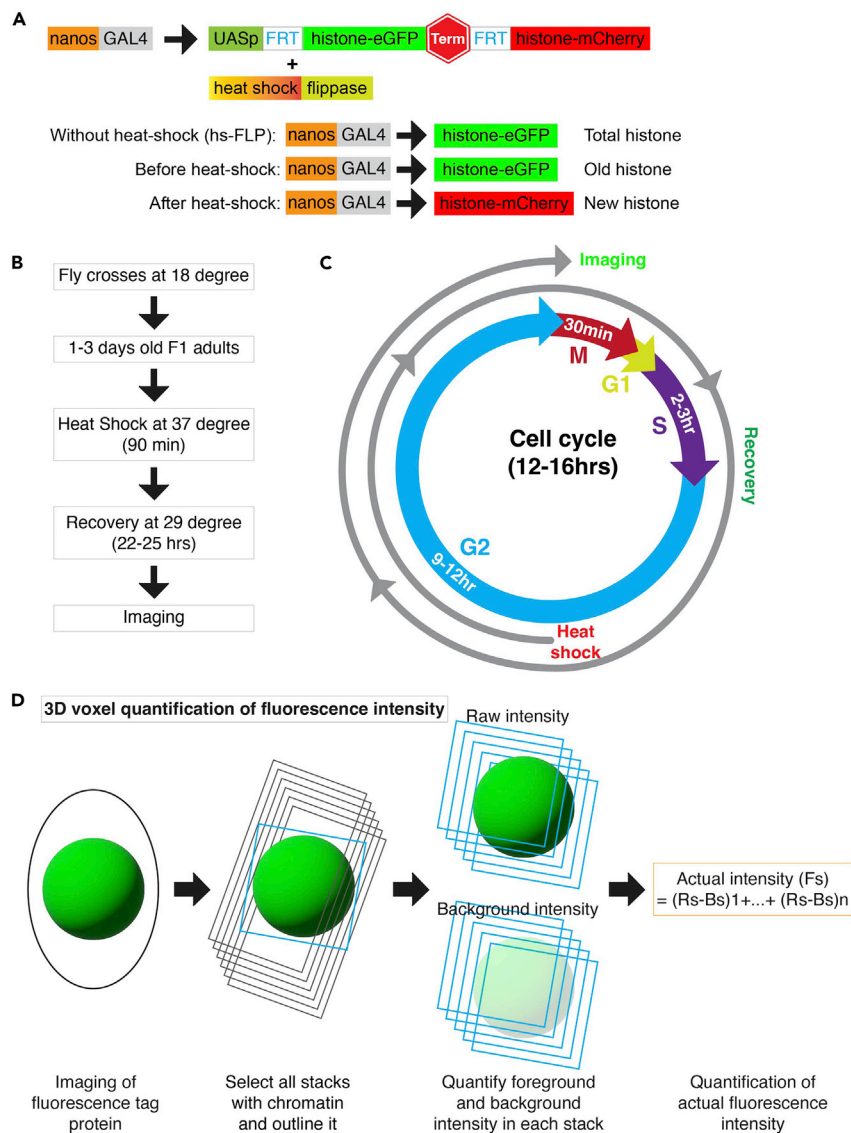 A
nanos GAL4 UASp FRT histone-eGFP Term FRT histone-mCherry
+
heat shock flippase
Without heat-shock (hs-FLP): nanos GAL4 histone-eGFP Total histone
Before heat-shock: nanos GAL4 histone-eGFP Old histone
After heat-shock: nanos GAL4 histone-mCherry New histone
B
Fly crosses at 18 degree
1-3 days old F1 adults
Heat Shock at 37 degree
(90 min)
Recovery at 29 degree
(22-25 hrs)
Imaging
C
Imaging
30min
M
G1
2-3hr
S
Recovery
Cell cycle
(12-16hrs)
G2
9-12hr
Heat
shock
D
3D voxel quantification of fluorescence intensity
Raw intensity
Background intensity
Actual intensity (Fs)
= (Rs-Bs)1+...+ (Rs-Bs)n
Imaging of
fluorescence tag
protein
Select all stacks
with chromatin
and outline it
Quantify foreground
and background
intensity in each stack
Quantification of
actual fluorescence
intensity